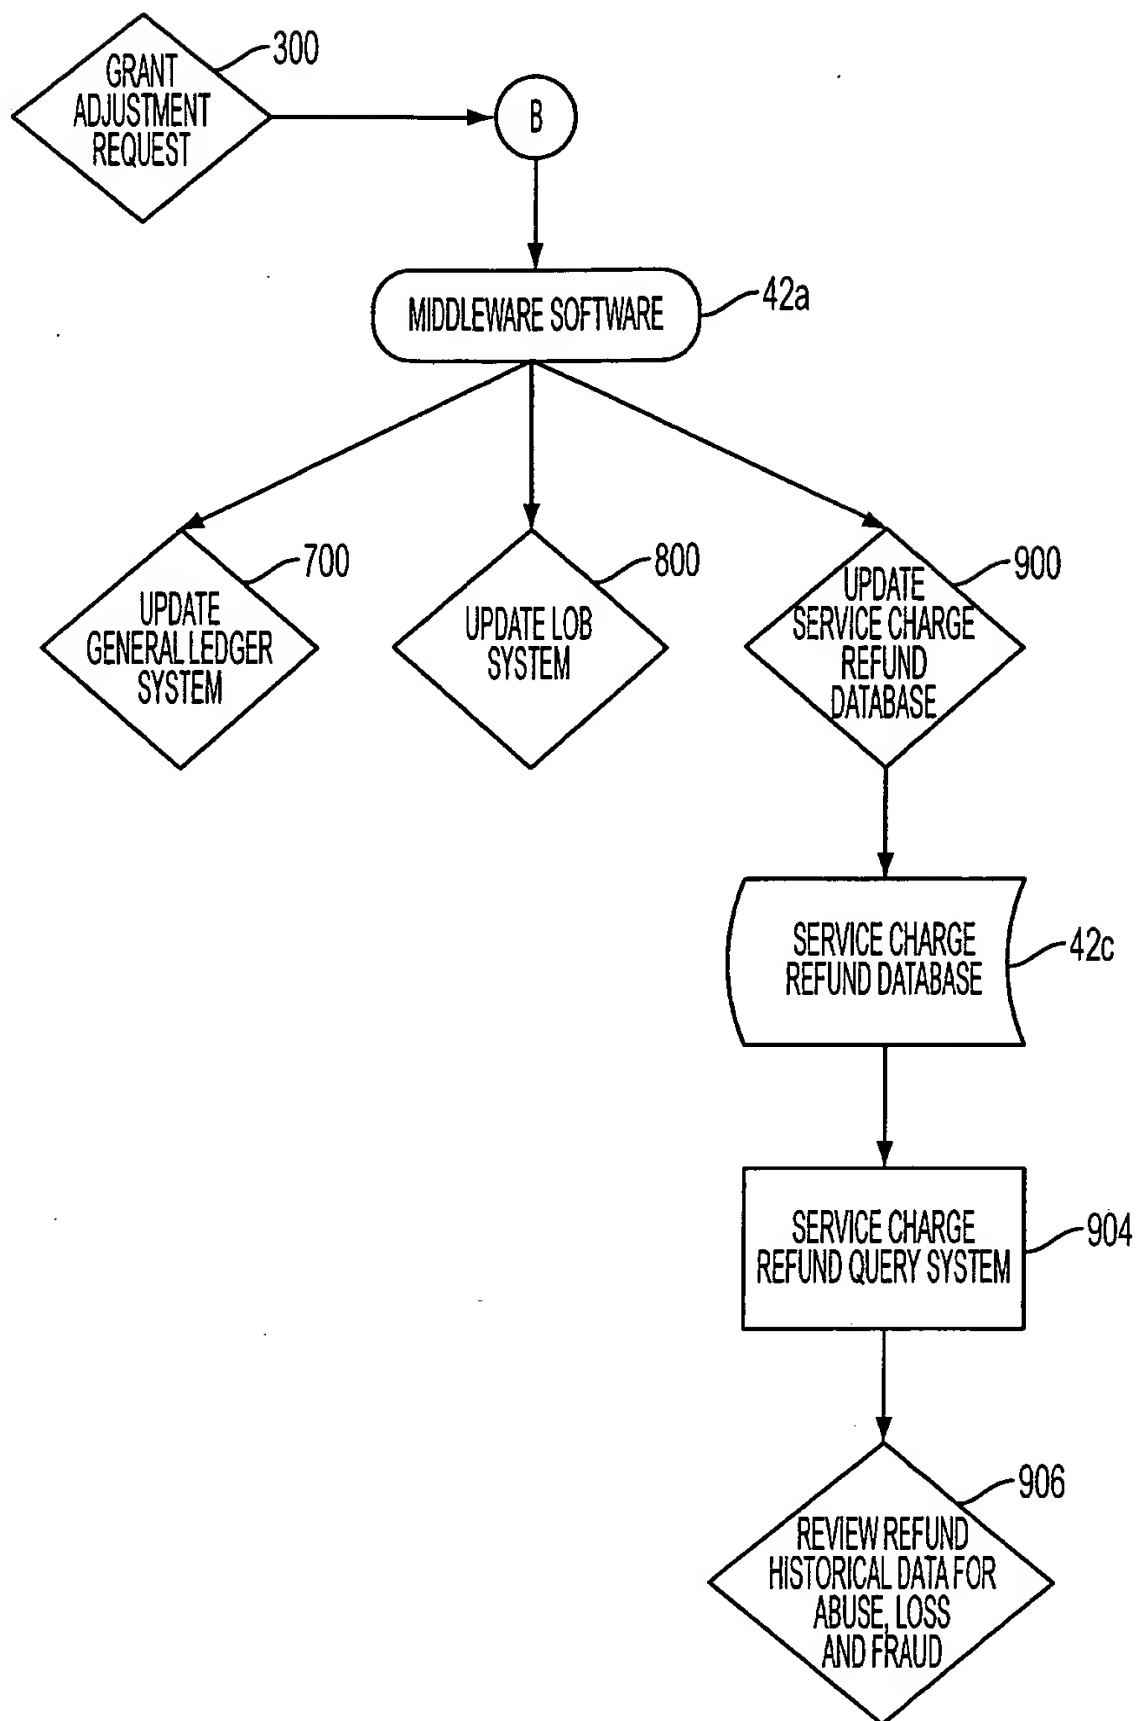 GRANT
ADJUSTMENT
REQUEST
300
B
MIDDLEWARE SOFTWARE
42a
UPDATE
GENERAL LEDGER
SYSTEM
700
UPDATE LOB
SYSTEM
800
UPDATE
SERVICE CHARGE
REFUND
DATABASE
900
SERVICE CHARGE
REFUND DATABASE
42c
SERVICE CHARGE
REFUND QUERY SYSTEM
904
REVIEW REFUND
HISTORICAL DATA FOR
ABUSE, LOSS
AND FRAUD
906